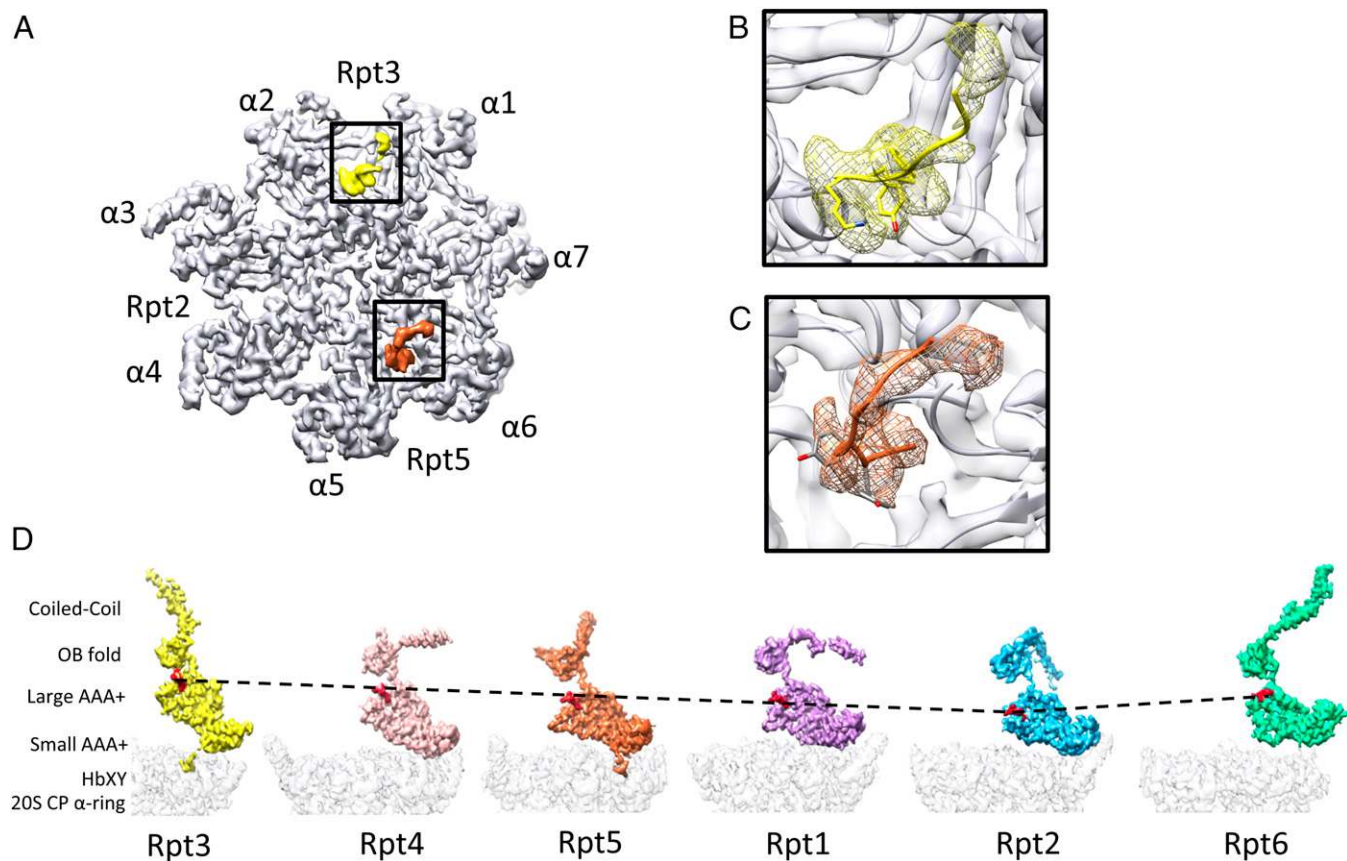 A
B
Rpt3
α2
α1
α3
α7
Rpt2
α4
α6
α5
Rpt5
C
D
Coiled-Coil
OB fold
Large AAA+
Small AAA+
HbXY
20S CP α-ring
Rpt3
Rpt4
Rpt5
Rpt1
Rpt2
Rpt6